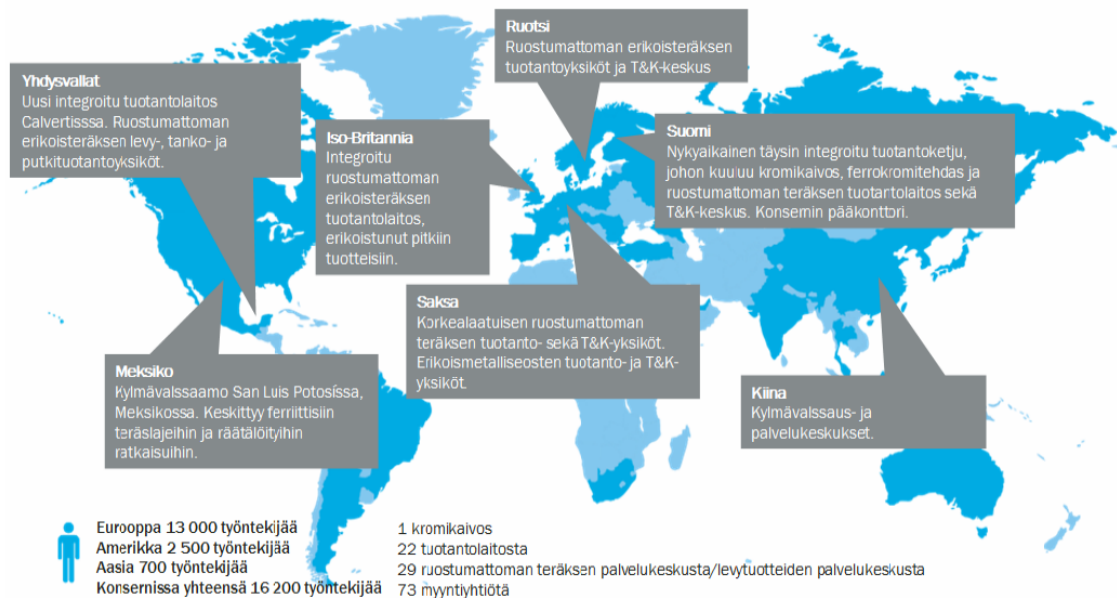 Ruotsi
Ruostumattoman erikoisteräksen
tuotantoyksiköt ja T&K-keskus
Yhdysvallat
Uusi integroitu tuotantolaitos
Calvertisssa. Ruostumattoman
erikoisteräksen levy-, tanko- ja
putkituotantoyksiköt.
Iso-Britannia
Integroitu
ruostumattoman
erikoisteräksen
tuotantolaitos,
erikoistunut pitkiin
tuotteisiin.
Suomi
Nykyaikainen täysin integroitu tuotantoketju,
johon kuuluu kromikaivos, ferrokromitehdas ja
ruostumattoman teräksen tuotantolaitos sekä
T&K-keskus. Konsernin pääkonttori.
Saksa
Korkealaatuisen ruostumattoman
teräksen tuotanto- sekä T&K-yksiköt.
Erikoismetalliseosten tuotanto- ja T&K-
yksiköt.
Meksiko
Kylmävalssaamo San Luis Potosíssa,
Meksikossa. Keskittyy ferriittisiin
teräslajeihin ja räätälöityihin
ratkaisuihin.
Kiina
Kylmävalssaus- ja
palvelukeskukset.
Eurooppa 13 000 työntekijää
Amerikka 2 500 työntekijää
Aasia 700 työntekijää
Konsernissa yhteensä 16 200 työntekijää
1 kromikaivos
22 tuotantolaitosta
29 ruostumattoman teräksen palvelukeskusta/levytuotteiden palvelukeskusta
73 myyntiyhtiötä